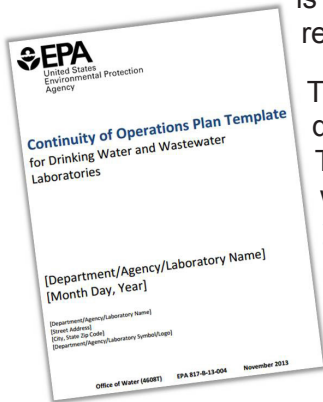 is
re
T
T
EPA
United States
Environmental Protection
Agency
Continuity of Operations Plan Template
for Drinking Water and Wastewater
Laboratories
[Department/Agency/Laboratory Name]
[Month Day, Year]
[Department/Agency/Laboratory Name]
[Street Address]
[City, State Zip Code]
[Department/Agency/Laboratory Symbol/Logo]
Office of Water (4608T) EPA 817-B-13-004 November 2013